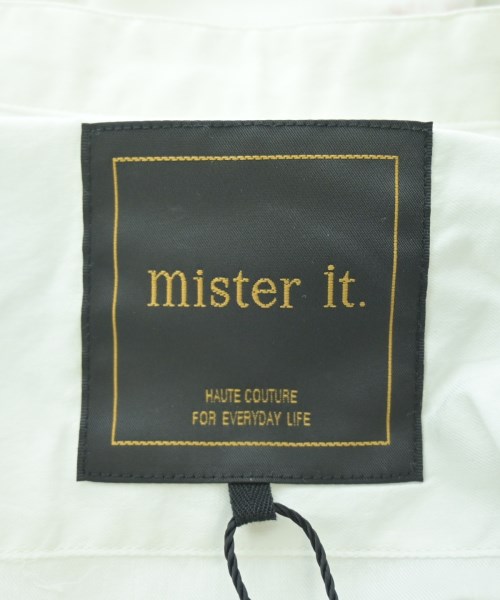 mister it.
HAUTE COUTURE
FOR EVERYDAY LIFE